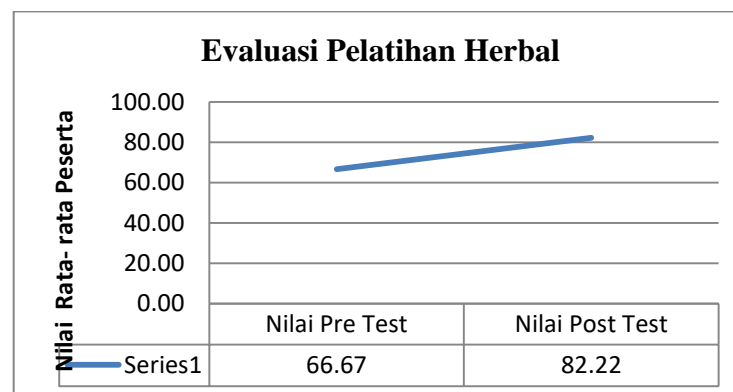 Evaluasi Pelatihan Herbal
Nilai Rata- rata Peserta
100.00
80.00
60.00
40.00
20.00
0.00
Nilai Pre Test Nilai Post Test
Series1 66.67 82.22